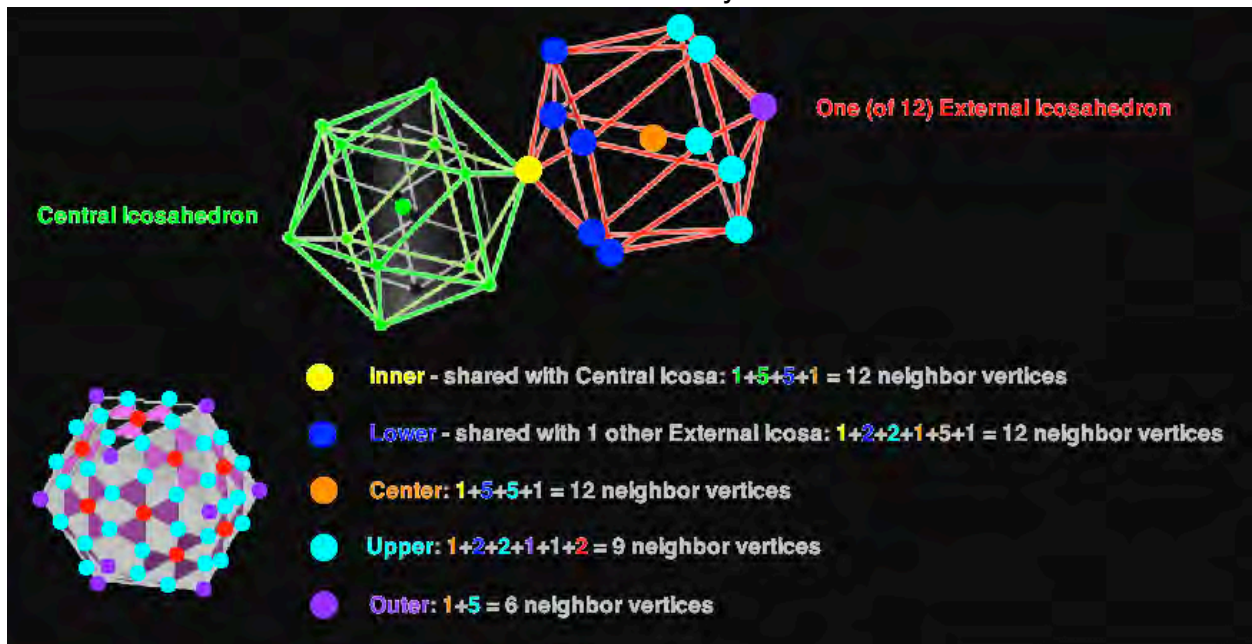 One (of 12) External Icosahedron
Central Icosahedron
Inner - shared with Central Icosa: 1+5+5+1 = 12 neighbor vertices
Lower - shared with 1 other External Icosa: 1+2+2+1+5+1 = 12 neighbor vertices
Center: 1+5+5+1 = 12 neighbor vertices
Upper: 1+2+2+1+1+2 = 9 neighbor vertices
Outer: 1+5 = 6 neighbor vertices